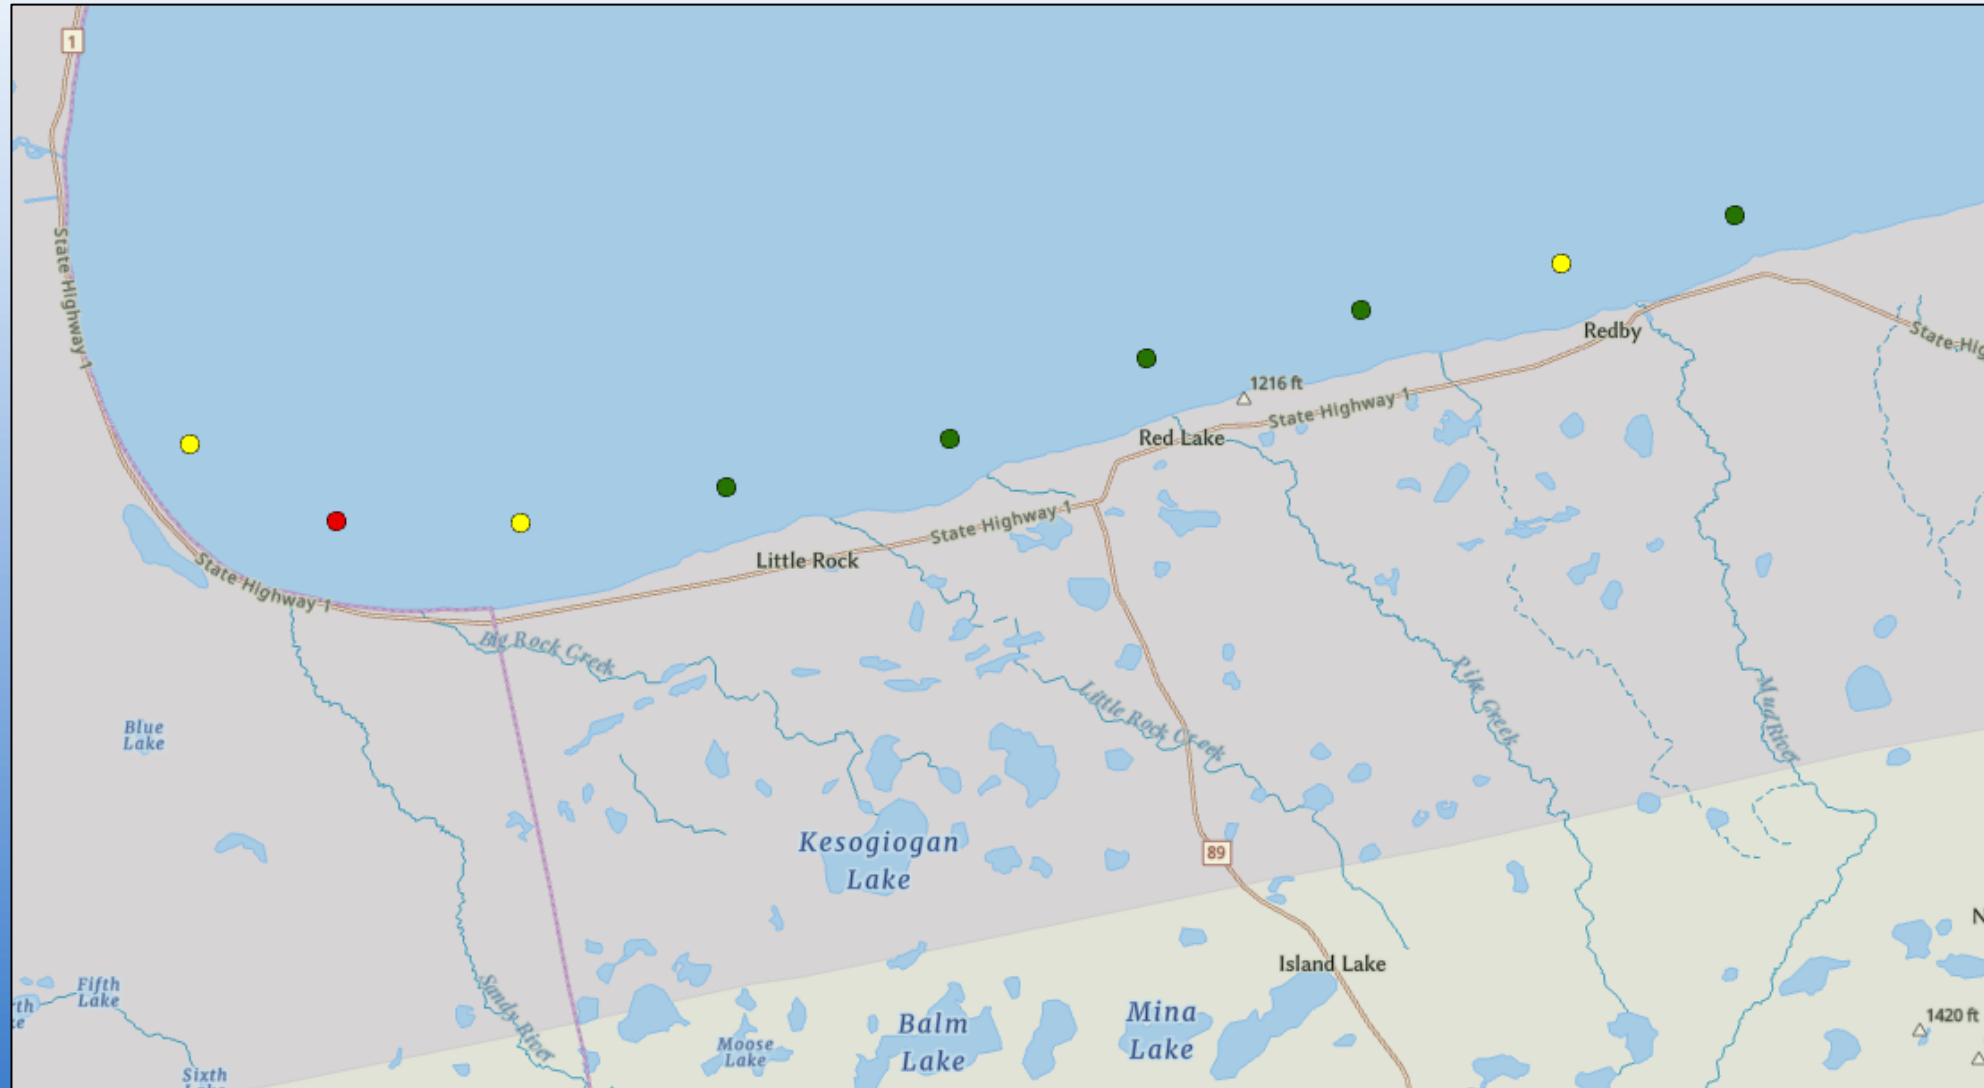 1
State Highway 1
1216 ft
Redby
State Hig
State Highway 1
Red Lake
State Highway 1
Little Rock
State Highway 1
Big Rock Creek
Little Rock Creek
Pike Creek
Mud River
Blue
Lake
Kesogiogan
Lake
89
N
Island Lake
Fifth
Lake
Sandy River
Mina
Lake
Balm
Lake
Moose
Lake
1420 ft
Sixth